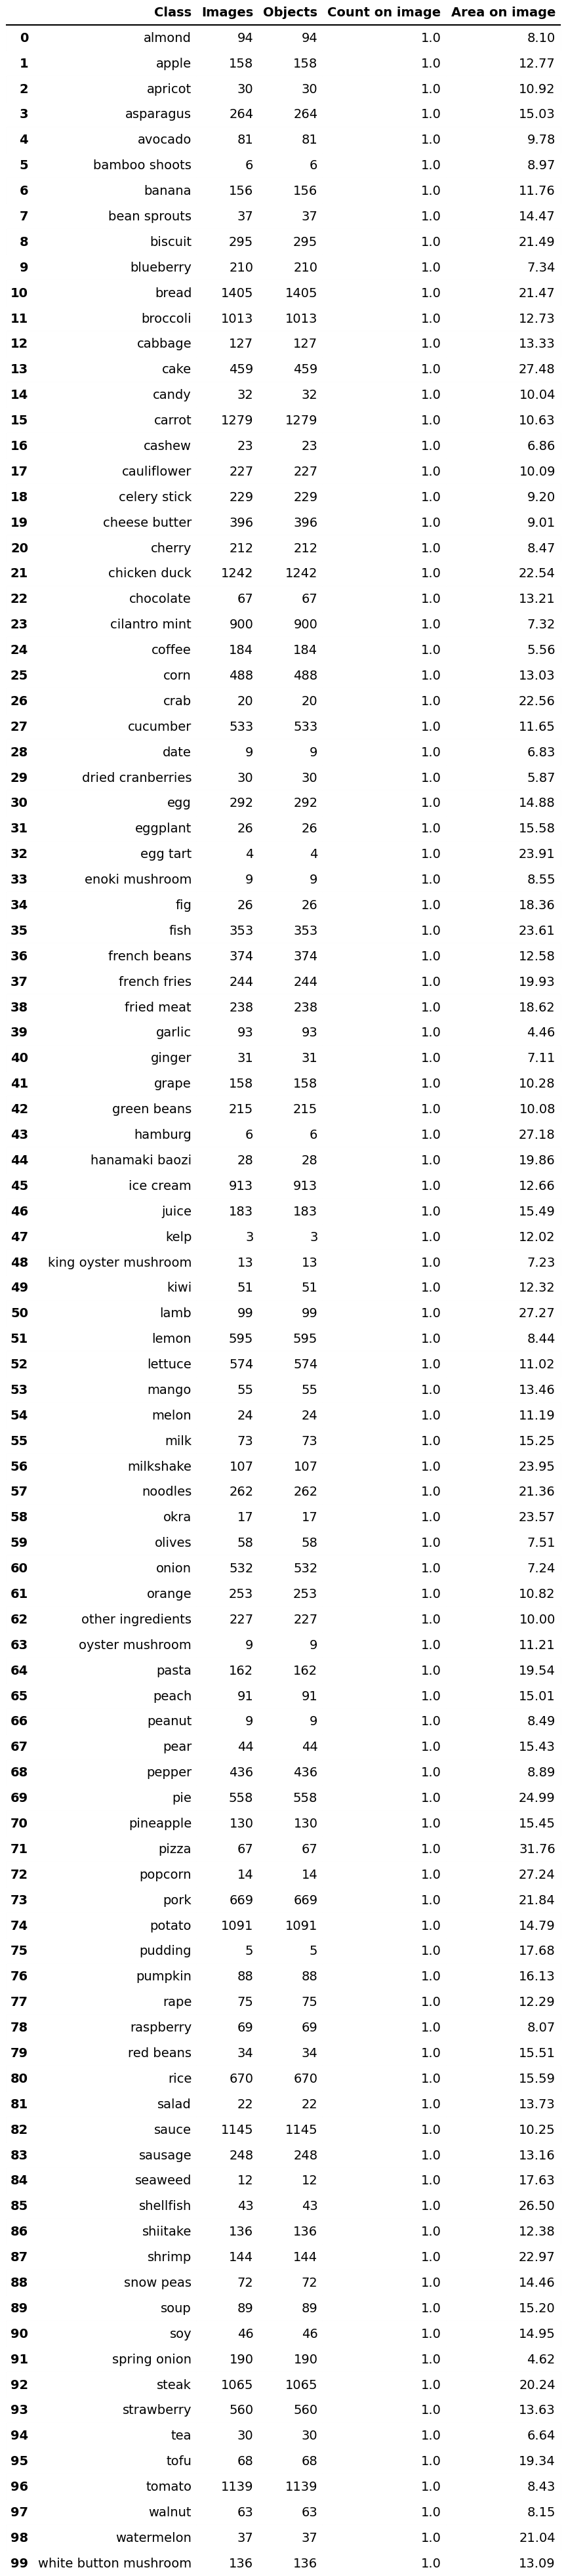 Class Images Objects Count on image Area on image
0 almond 94 94 1.0 8.10
1 apple 158 158 1.0 12.77
2 apricot 30 30 1.0 10.92
3 asparagus 264 264 1.0 15.03
4 avocado 81 81 1.0 9.78
5 bamboo shoots 6 6 1.0 8.97
6 banana 156 156 1.0 11.76
7 bean sprouts 37 37 1.0 14.47
8 biscuit 295 295 1.0 21.49
9 blueberry 210 210 1.0 7.34
10 bread 1405 1405 1.0 21.47
11 broccoli 1013 1013 1.0 12.73
12 cabbage 127 127 1.0 13.33
13 cake 459 459 1.0 27.48
14 candy 32 32 1.0 10.04
15 carrot 1279 1279 1.0 10.63
16 cashew 23 23 1.0 6.86
17 cauliflower 227 227 1.0 10.09
18 celery stick 229 229 1.0 9.20
19 cheese butter 396 396 1.0 9.01
20 cherry 212 212 1.0 8.47
21 chicken duck 1242 1242 1.0 22.54
22 chocolate 67 67 1.0 13.21
23 cilantro mint 900 900 1.0 7.32
24 coffee 184 184 1.0 5.56
25 corn 488 488 1.0 13.03
26 crab 20 20 1.0 22.56
27 cucumber 533 533 1.0 11.65
28 date 9 9 1.0 6.83
29 dried cranberries 30 30 1.0 5.87
30 egg 292 292 1.0 14.88
31 eggplant 26 26 1.0 15.58
32 egg tart 4 4 1.0 23.91
33 enoki mushroom 9 9 1.0 8.55
34 fig 26 26 1.0 18.36
35 fish 353 353 1.0 23.61
36 french beans 374 374 1.0 12.58
37 french fries 244 244 1.0 19.93
38 fried meat 238 238 1.0 18.62
39 garlic 93 93 1.0 4.46
40 ginger 31 31 1.0 7.11
41 grape 158 158 1.0 10.28
42 green beans 215 215 1.0 10.08
43 hamburg 6 6 1.0 27.18
44 hanamaki baozi 28 28 1.0 19.86
45 ice cream 913 913 1.0 12.66
46 juice 183 183 1.0 15.49
47 kelp 3 3 1.0 12.02
48 king oyster mushroom 13 13 1.0 7.23
49 kiwi 51 51 1.0 12.32
50 lamb 99 99 1.0 27.27
51 lemon 595 595 1.0 8.44
52 lettuce 574 574 1.0 11.02
53 mango 55 55 1.0 13.46
54 melon 24 24 1.0 11.19
55 milk 73 73 1.0 15.25
56 milkshake 107 107 1.0 23.95
57 noodles 262 262 1.0 21.36
58 okra 17 17 1.0 23.57
59 olives 58 58 1.0 7.51
60 onion 532 532 1.0 7.24
61 orange 253 253 1.0 10.82
62 other ingredients 227 227 1.0 10.00
63 oyster mushroom 9 9 1.0 11.21
64 pasta 162 162 1.0 19.54
65 peach 91 91 1.0 15.01
66 peanut 9 9 1.0 8.49
67 pear 44 44 1.0 15.43
68 pepper 436 436 1.0 8.89
69 pie 558 558 1.0 24.99
70 pineapple 130 130 1.0 15.45
71 pizza 67 67 1.0 31.76
72 popcorn 14 14 1.0 27.24
73 pork 669 669 1.0 21.84
74 potato 1091 1091 1.0 14.79
75 pudding 5 5 1.0 17.68
76 pumpkin 88 88 1.0 16.13
77 rape 75 75 1.0 12.29
78 raspberry 69 69 1.0 8.07
79 red beans 34 34 1.0 15.51
80 rice 670 670 1.0 15.59
81 salad 22 22 1.0 13.73
82 sauce 1145 1145 1.0 10.25
83 sausage 248 248 1.0 13.16
84 seaweed 12 12 1.0 17.63
85 shellfish 43 43 1.0 26.50
86 shiitake 136 136 1.0 12.38
87 shrimp 144 144 1.0 22.97
88 snow peas 72 72 1.0 14.46
89 soup 89 89 1.0 15.20
90 soy 46 46 1.0 14.95
91 spring onion 190 190 1.0 4.62
92 steak 1065 1065 1.0 20.24
93 strawberry 560 560 1.0 13.63
94 tea 30 30 1.0 6.64
95 tofu 68 68 1.0 19.34
96 tomato 1139 1139 1.0 8.43
97 walnut 63 63 1.0 8.15
98 watermelon 37 37 1.0 21.04
99 white button mushroom 136 136 1.0 13.09